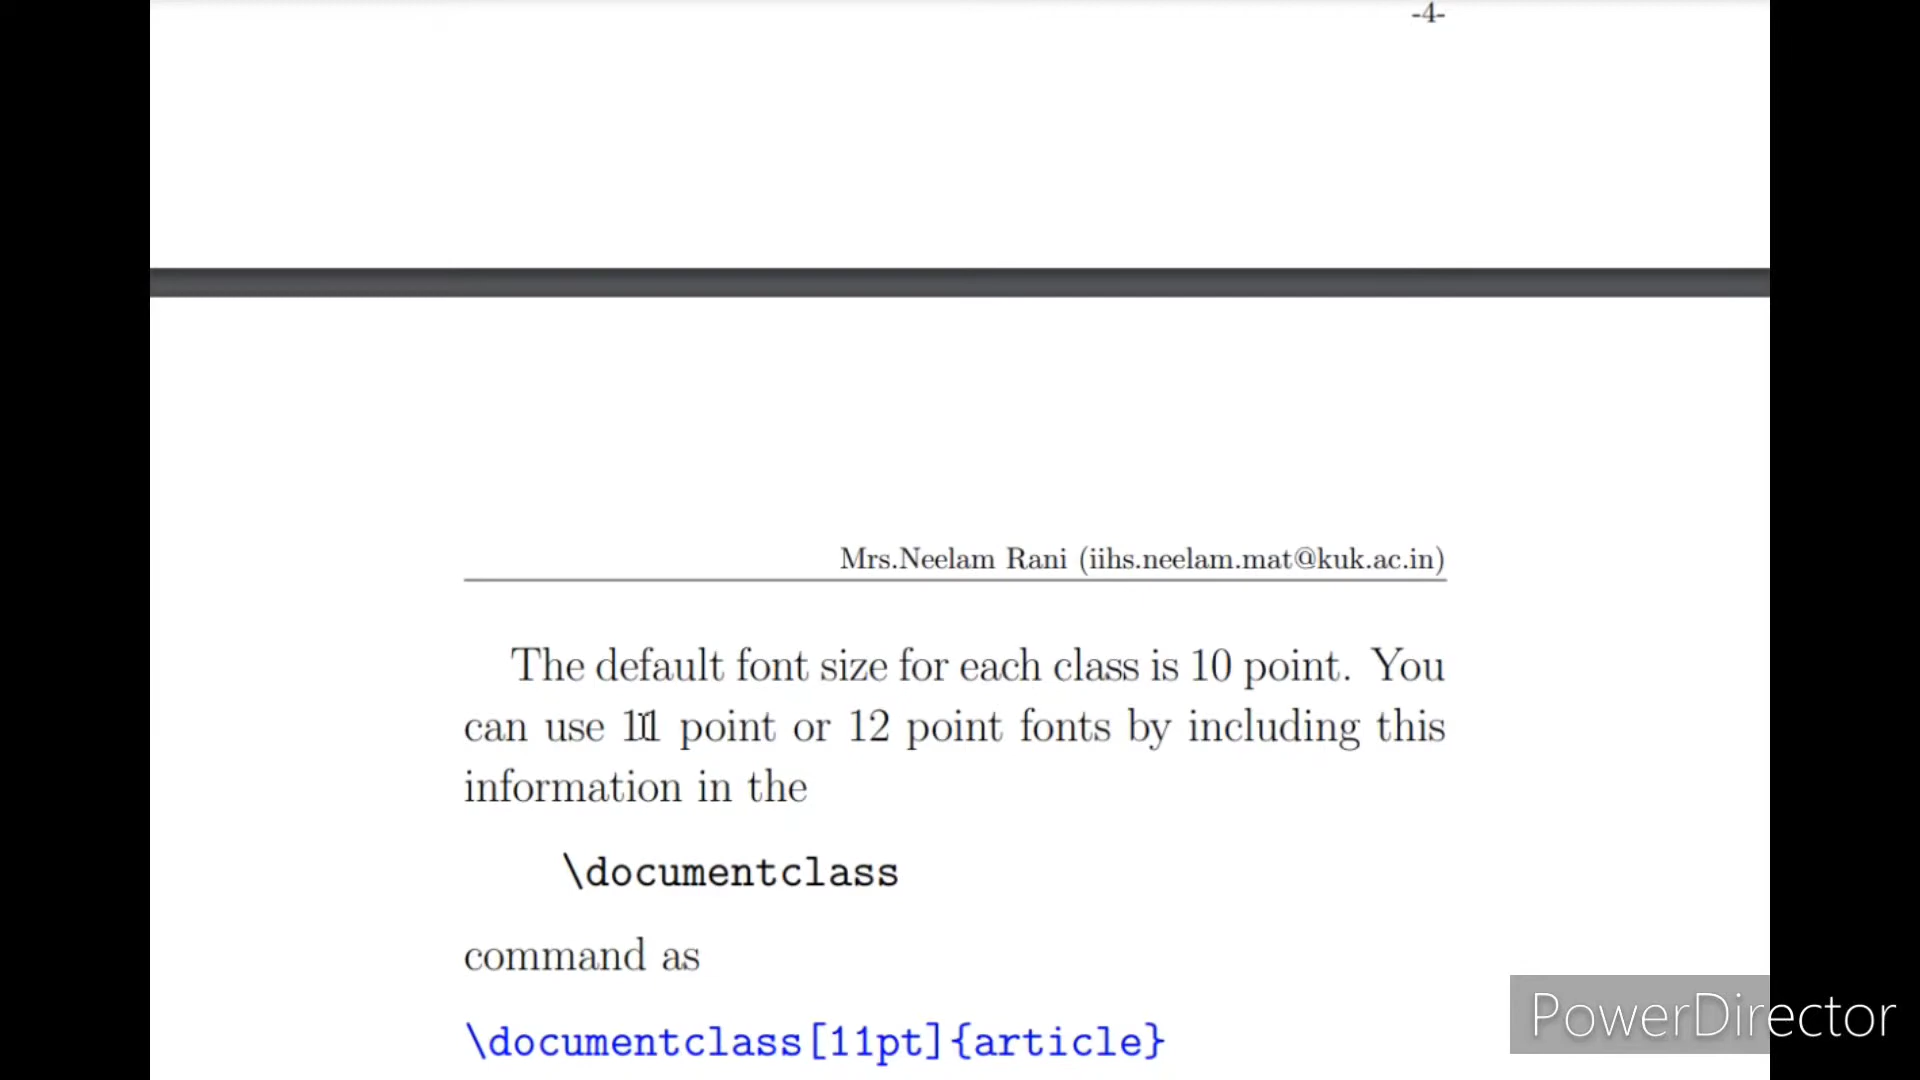 -4-
Mrs.Neelam Rani (iihs.neelam.mat@kuk.ac.in)
The default font size for each class is 10 point. You
can use 11 point or 12 point fonts by including this
information in the
\documentclass
command as
\documentclass[11pt]{article}
PowerDirector